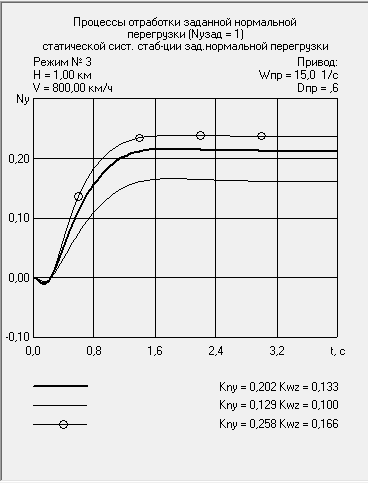 Процессы отработки заданной нормальной
перегрузки (Nyзад = 1)
статической сист. стаб-ции зад.нормальной перегрузки
Режим № 3
Привод:
H = 1,00 км
Wпр = 15,0 1/с
V = 800,00 км/ч
Dпр = ,6
Ny
0,20
0,10
0,00
-0,10
0,0 0,8 1,6 2,4 3,2 t, с
Kny = 0,202 Kwz = 0,133
Kny = 0,129 Kwz = 0,100
Kny = 0,258 Kwz = 0,166